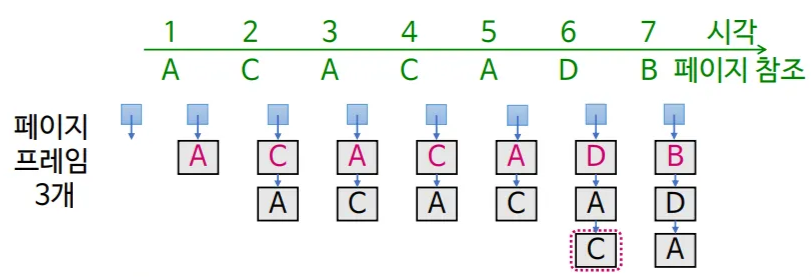 1 2 3 4 5 6 7 시각
A C A C A D B 페이지 참조
페이지
프레임
3개
A C A C A D B
A C A C A D
C A